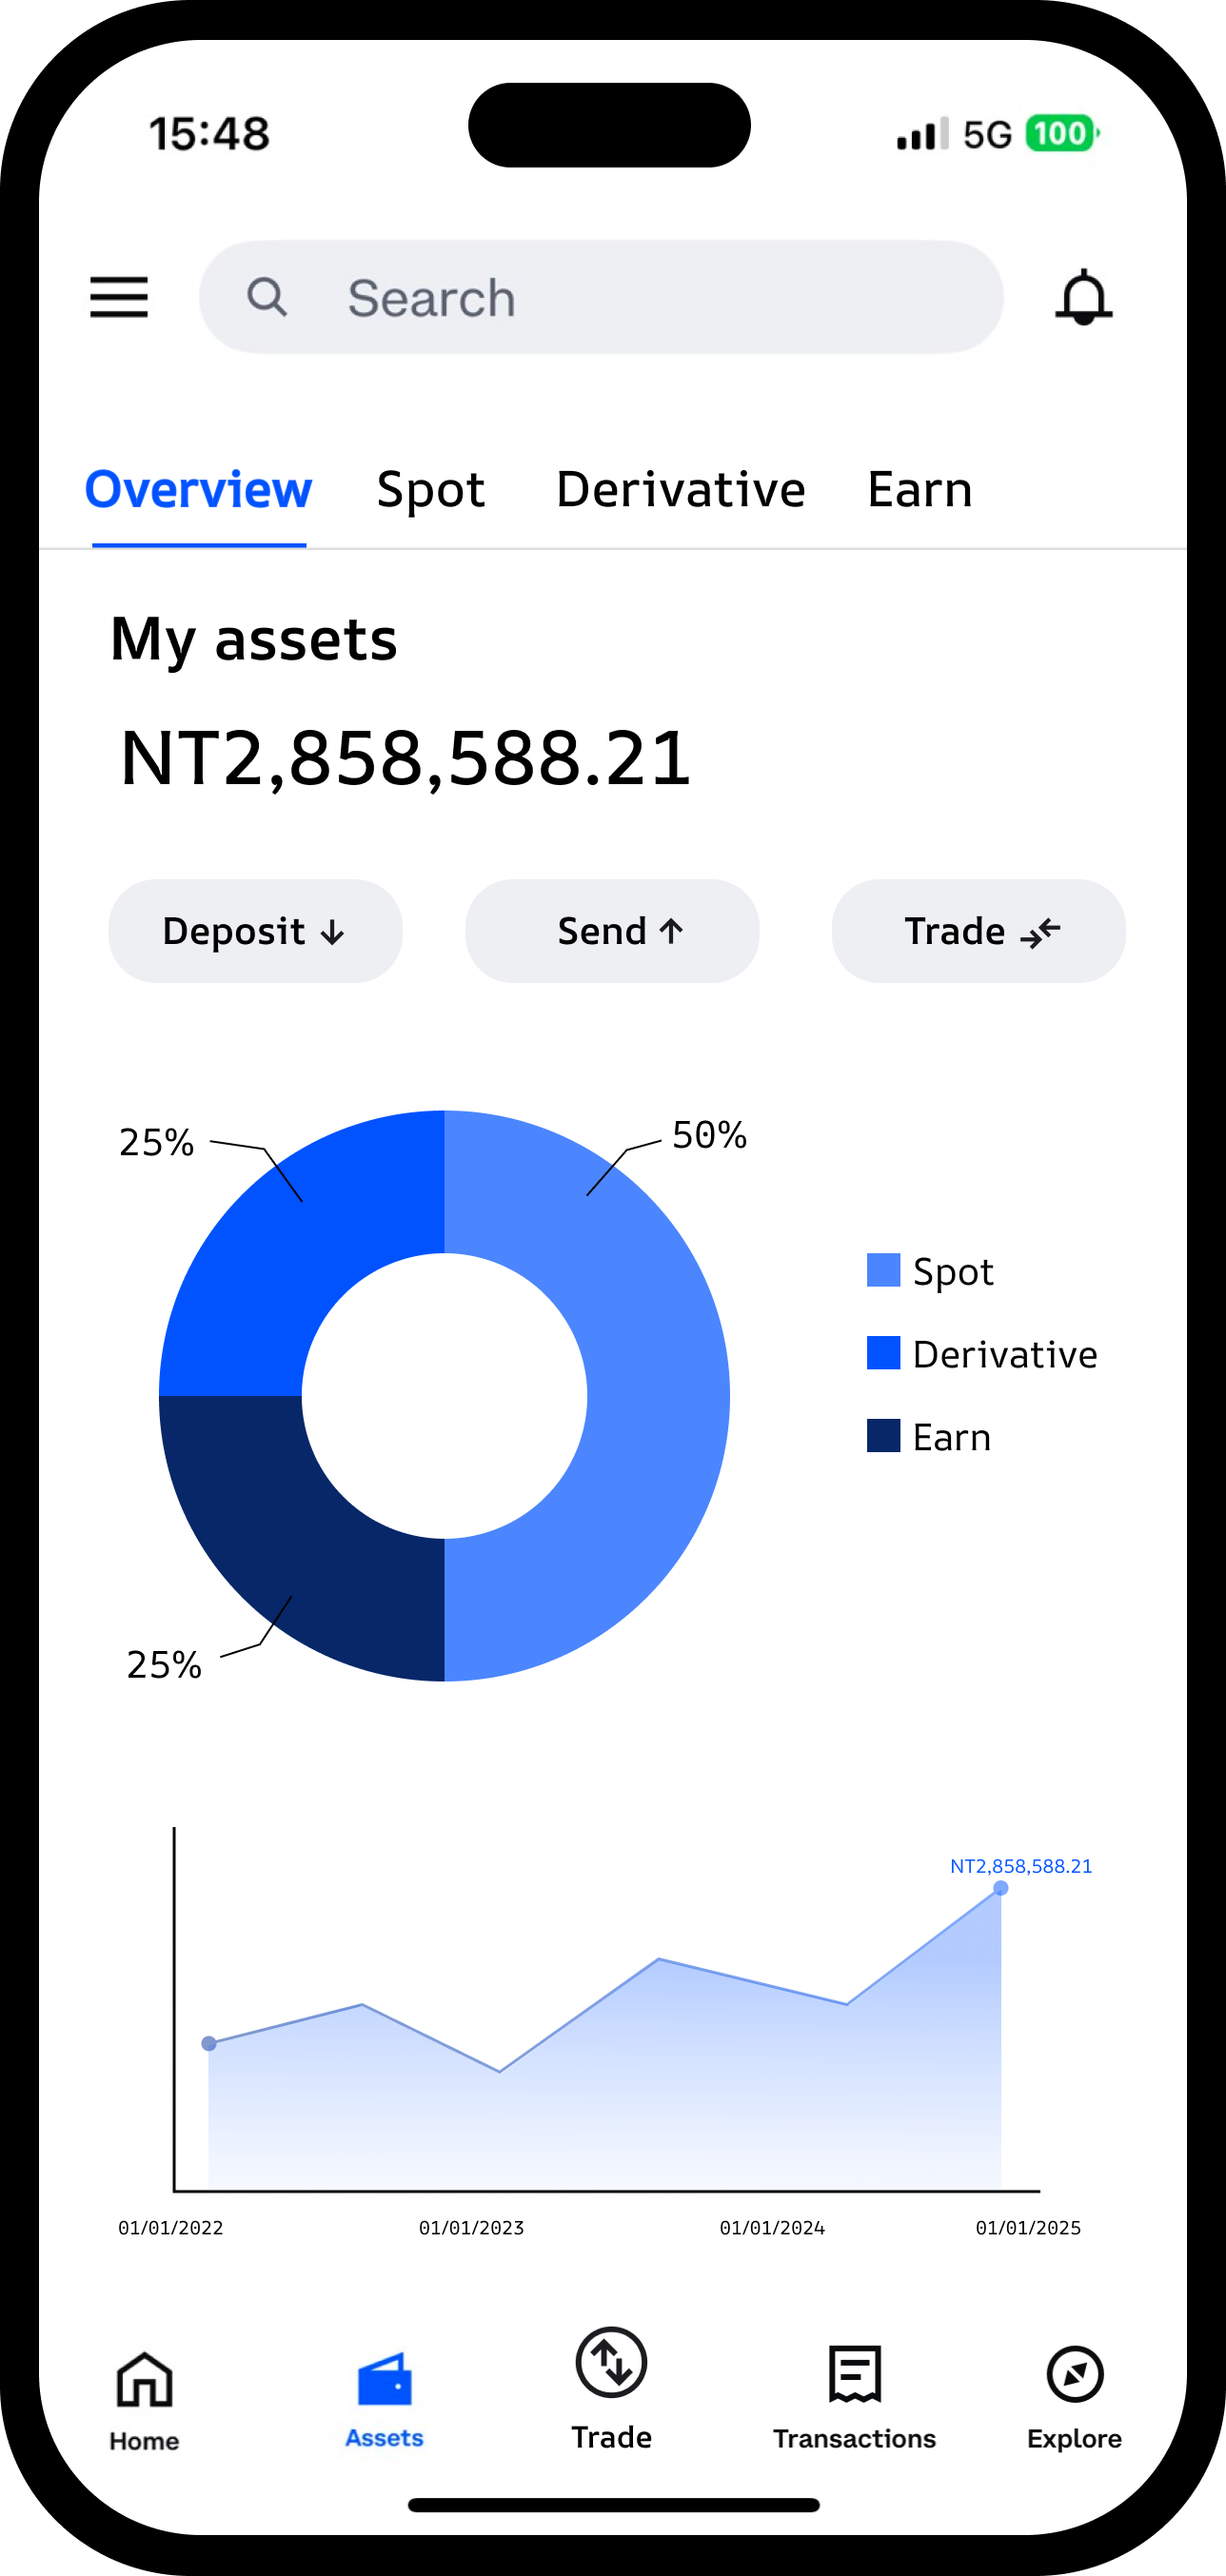 15:48 5G 100
Search
Overview Spot Derivative Earn
My assets
NT2,858,588.21
Deposit Send Trade
25% 50%
Spot
Derivative
Earn
25%
NT2,858,588.21
01/01/2022 01/01/2023 01/01/2024 01/01/2025
Home Assets Trade Transactions Explore